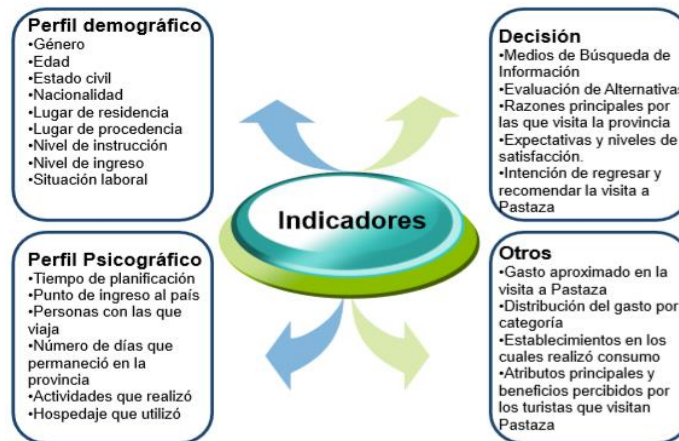 Perfil demográfico
•Género
•Edad
•Estado civil
•Nacionalidad
•Lugar de residencia
•Lugar de procedencia
•Nivel de instrucción
•Nivel de ingreso
•Situación laboral
Decisión
•Medios de Búsqueda de
Información
•Evaluación de Alternativas
•Razones principales por
las que visita la provincia
•Expectativas y niveles de
satisfacción.
•Intención de regresar y
recomendar la visita a
Pastaza
Indicadores
Perfil Psicográfico
•Tiempo de planificación
•Punto de ingreso al país
•Personas con las que
viaja
•Número de días que
permaneció en la
provincia
•Actividades que realizó
•Hospedaje que utilizó
Otros
•Gasto aproximado en la
visita a Pastaza
•Distribución del gasto por
categoría
•Establecimientos en los
cuales realizó consumo
•Atributos principales y
beneficios percibidos por
los turistas que visitan
Pastaza